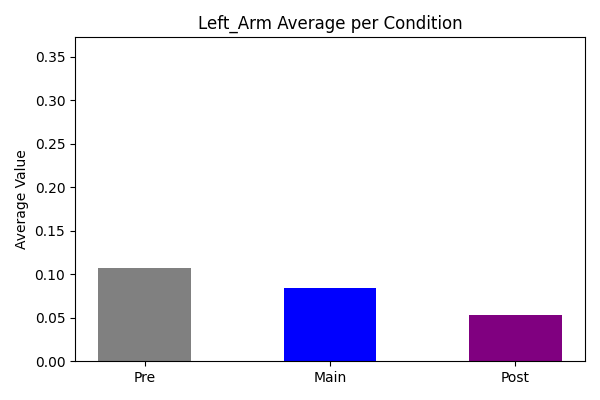 Left_Arm Average per Condition
Average Value
0.35
0.30
0.25
0.20
0.15
0.10
0.05
0.00
Pre
Main
Post